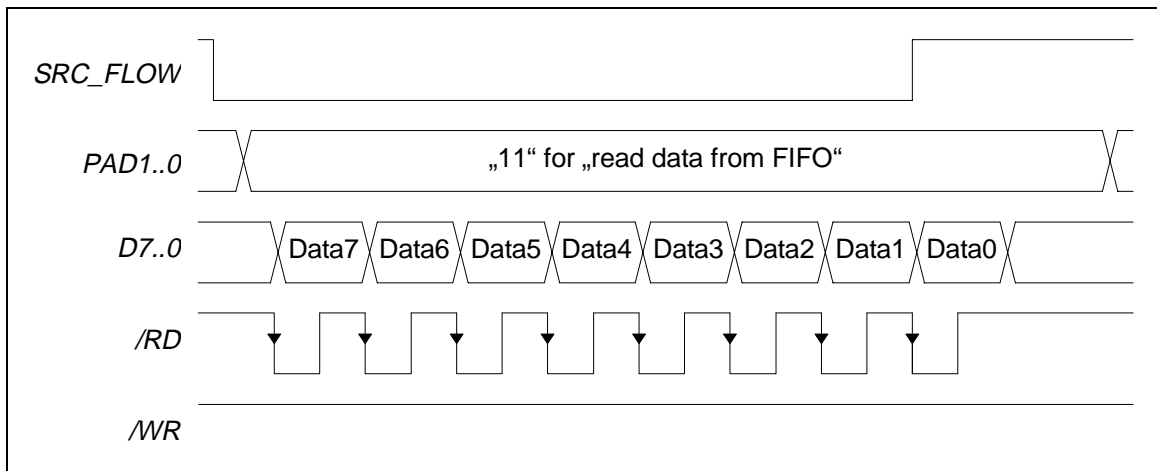 SRC_FLOW
PAD1..0
„11“ for „read data from FIFO“
D7..0
Data7 Data6 Data5 Data4 Data3 Data2 Data1 Data0
/RD
/WR